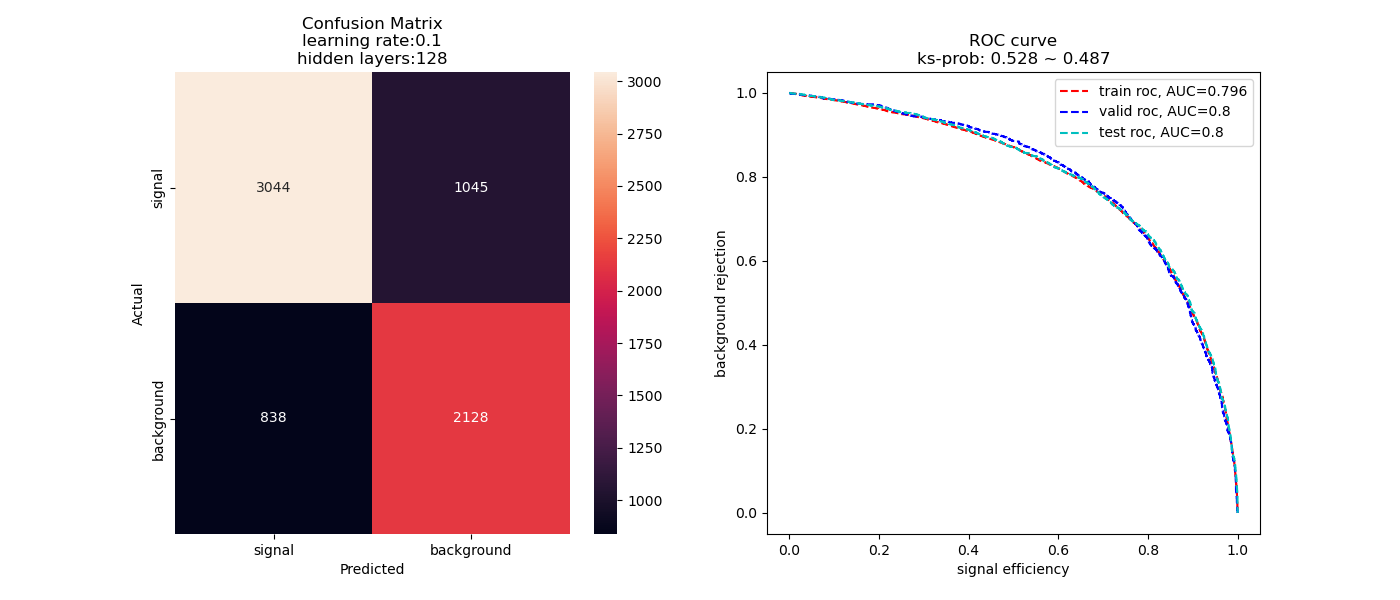 Confusion Matrix
learning rate:0.1
hidden layers:128
signal
background
Actual
3044
1045
838
2128
signal
background
Predicted
3000
2750
2500
2250
2000
1750
1500
1250
1000
ROC curve
ks-prob: 0.528 ~ 0.487
train roc, AUC=0.796
valid roc, AUC=0.8
test roc, AUC=0.8
background rejection
1.0
0.8
0.6
0.4
0.2
0.0
0.0
0.2
0.4
0.6
0.8
1.0
signal efficiency